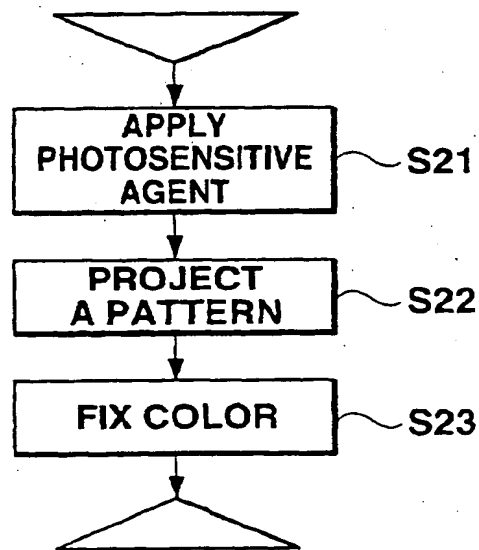 APPLY
PHOTOSENSITIVE
AGENT
S21
PROJECT
A PATTERN
S22
FIX COLOR
S23